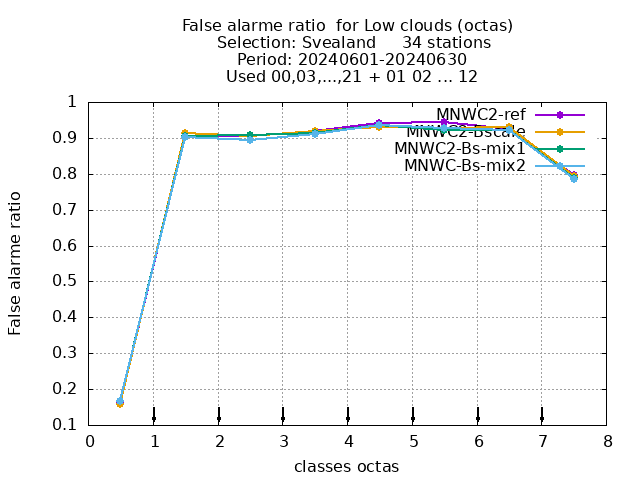 False alarme ratio  for Low clouds (octas)
Selection: Svealand     34 stations
Period: 20240601-20240630
Used 00,03,...,21 + 01 02 ... 12
False alarme ratio
1
0.9
0.8
0.7
0.6
0.5
0.4
0.3
0.2
0.1
MNWC2-ref
MNWC2-Bscale
MNWC2-Bs-mix1
MNWC-Bs-mix2
0 1 2 3 4 5 6 7 8
classes octas